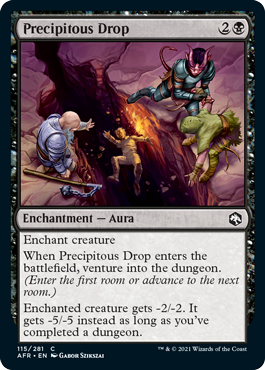 Precipitous Drop 2
Enchantment — Aura
Enchant creature
When Precipitous Drop enters the
battlefield, venture into the dungeon.
(Enter the first room or advance to the next
room.)
Enchanted creature gets -2/-2. It
gets -5/-5 instead as long as you've
completed a dungeon.
115/281 C
AFR • EN GABOR SZIKSZAI
™ & © 2021 Wizards of the Coast